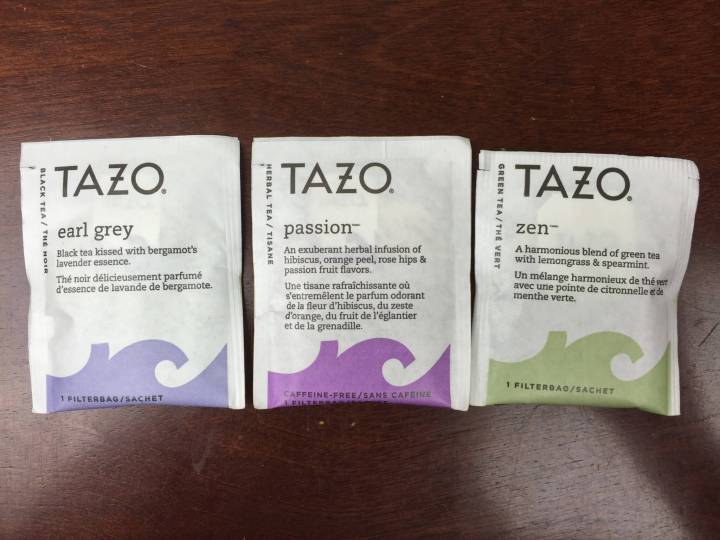 BLACK TEA / THÉ NOIR
TAZO®
earl grey
Black tea kissed with bergamot's
lavender essence.
Thé noir délicieusement parfumé
d'essence de lavande de bergamote.
1 FILTERBAG/SACHET
HERBAL TEA / TISANE
TAZO®
passion™
An exuberant herbal infusion of
hibiscus, orange peel, rose hips &
passion fruit flavors.
Une tisane rafraîchissante où
s'entremêlent le parfum odorant
de la fleur d'hibiscus, du zeste
d'orange, du fruit de l'églantier
et de la grenadille.
CAFFEINE-FREE/SANS CAFÉINE
1 FILTERBAG/SACHET
GREEN TEA / THÉ VERT
TAZO®
zen™
A harmonious blend of green tea
with lemongrass & spearmint.
Un mélange harmonieux de thé vert
avec une pointe de citronnelle et de
menthe verte.
1 FILTERBAG/SACHET